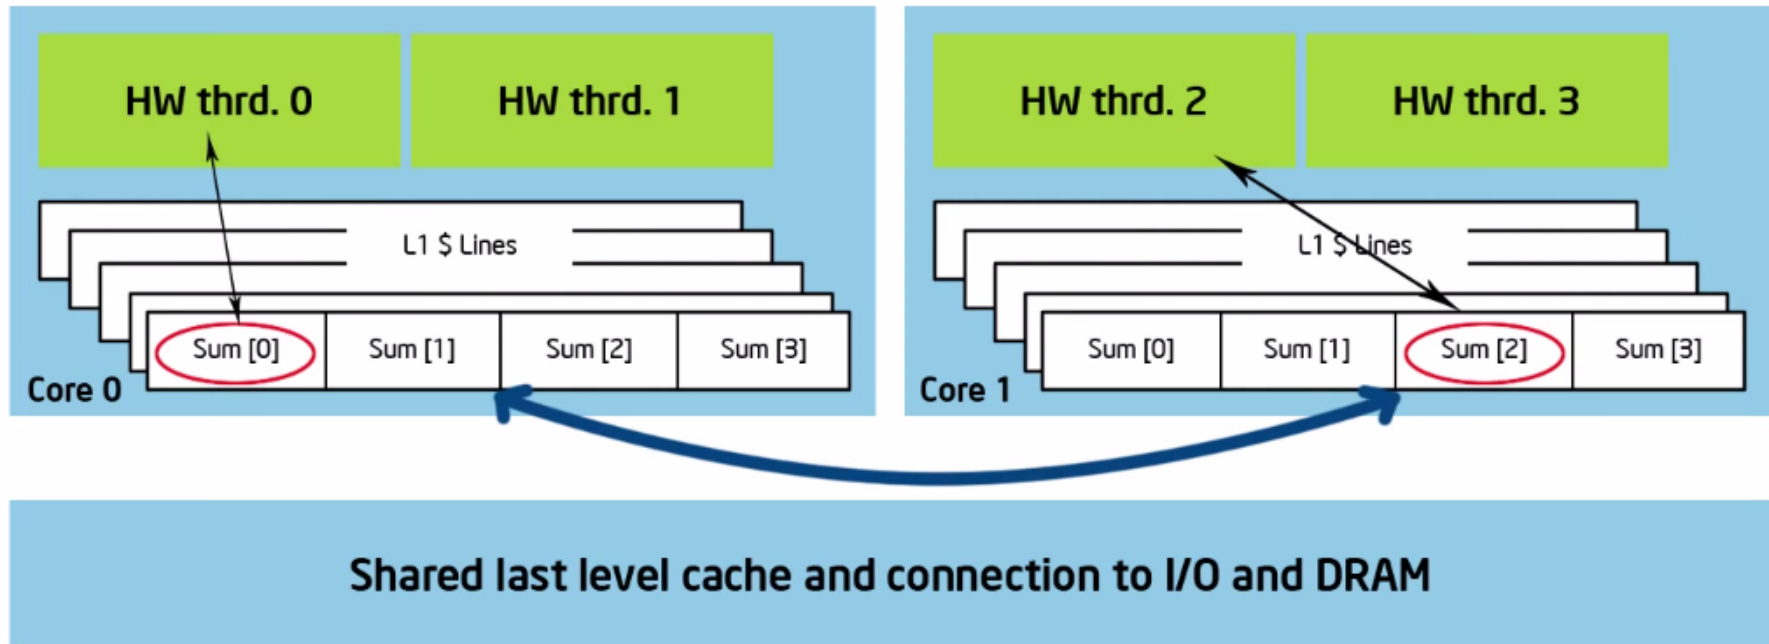 HW thrd. 0
HW thrd. 1
L1 $ Lines
Sum [0]
Sum [1]
Sum [2]
Sum [3]
Core 0
HW thrd. 2
HW thrd. 3
L1 $ Lines
Sum [0]
Sum [1]
Sum [2]
Sum [3]
Core 1
Shared last level cache and connection to I/O and DRAM